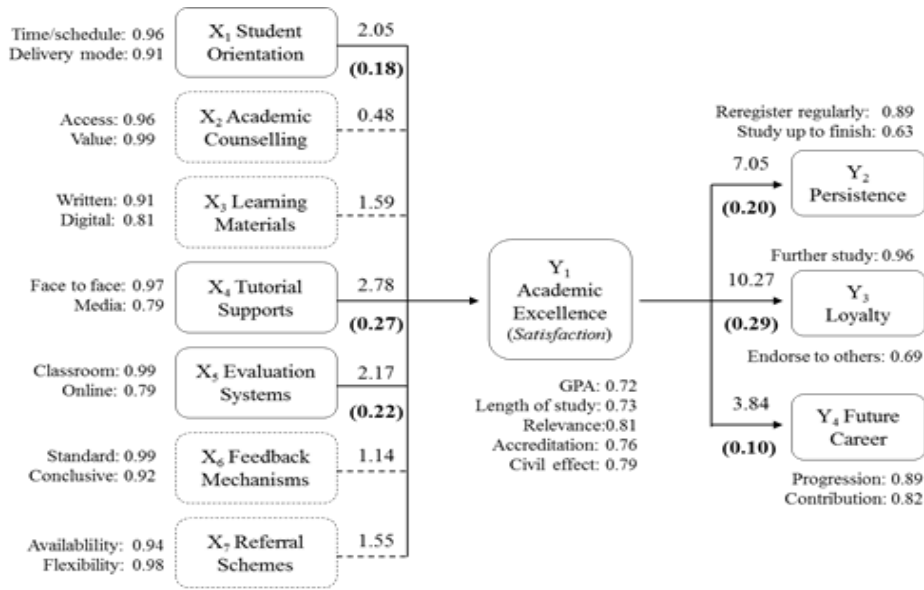 Time/schedule: 0.96
Delivery mode: 0.91
X₁ Student
Orientation
2.05
(0.18)
Access: 0.96
Value: 0.99
X₂ Academic
Counselling
0.48
Written: 0.91
Digital: 0.81
X₃ Learning
Materials
1.59
Face to face: 0.97
Media: 0.79
X₄ Tutorial
Supports
2.78
(0.27)
Classroom: 0.99
Online: 0.79
X₅ Evaluation
Systems
2.17
(0.22)
Standard: 0.99
Conclusive: 0.92
X₆ Feedback
Mechanisms
1.14
Availablility: 0.94
Flexibility: 0.98
X₇ Referral
Schemes
1.55
Y₁
Academic
Excellence
(Satisfaction)
GPA: 0.72
Length of study: 0.73
Relevance:0.81
Accreditation: 0.76
Civil effect: 0.79
Reregister regularly: 0.89
Study up to finish: 0.63
7.05
(0.20)
Y₂
Persistence
Further study: 0.96
10.27
(0.29)
Y₃
Loyalty
Endorse to others: 0.69
3.84
(0.10)
Y₄ Future
Career
Progression: 0.89
Contribution: 0.82